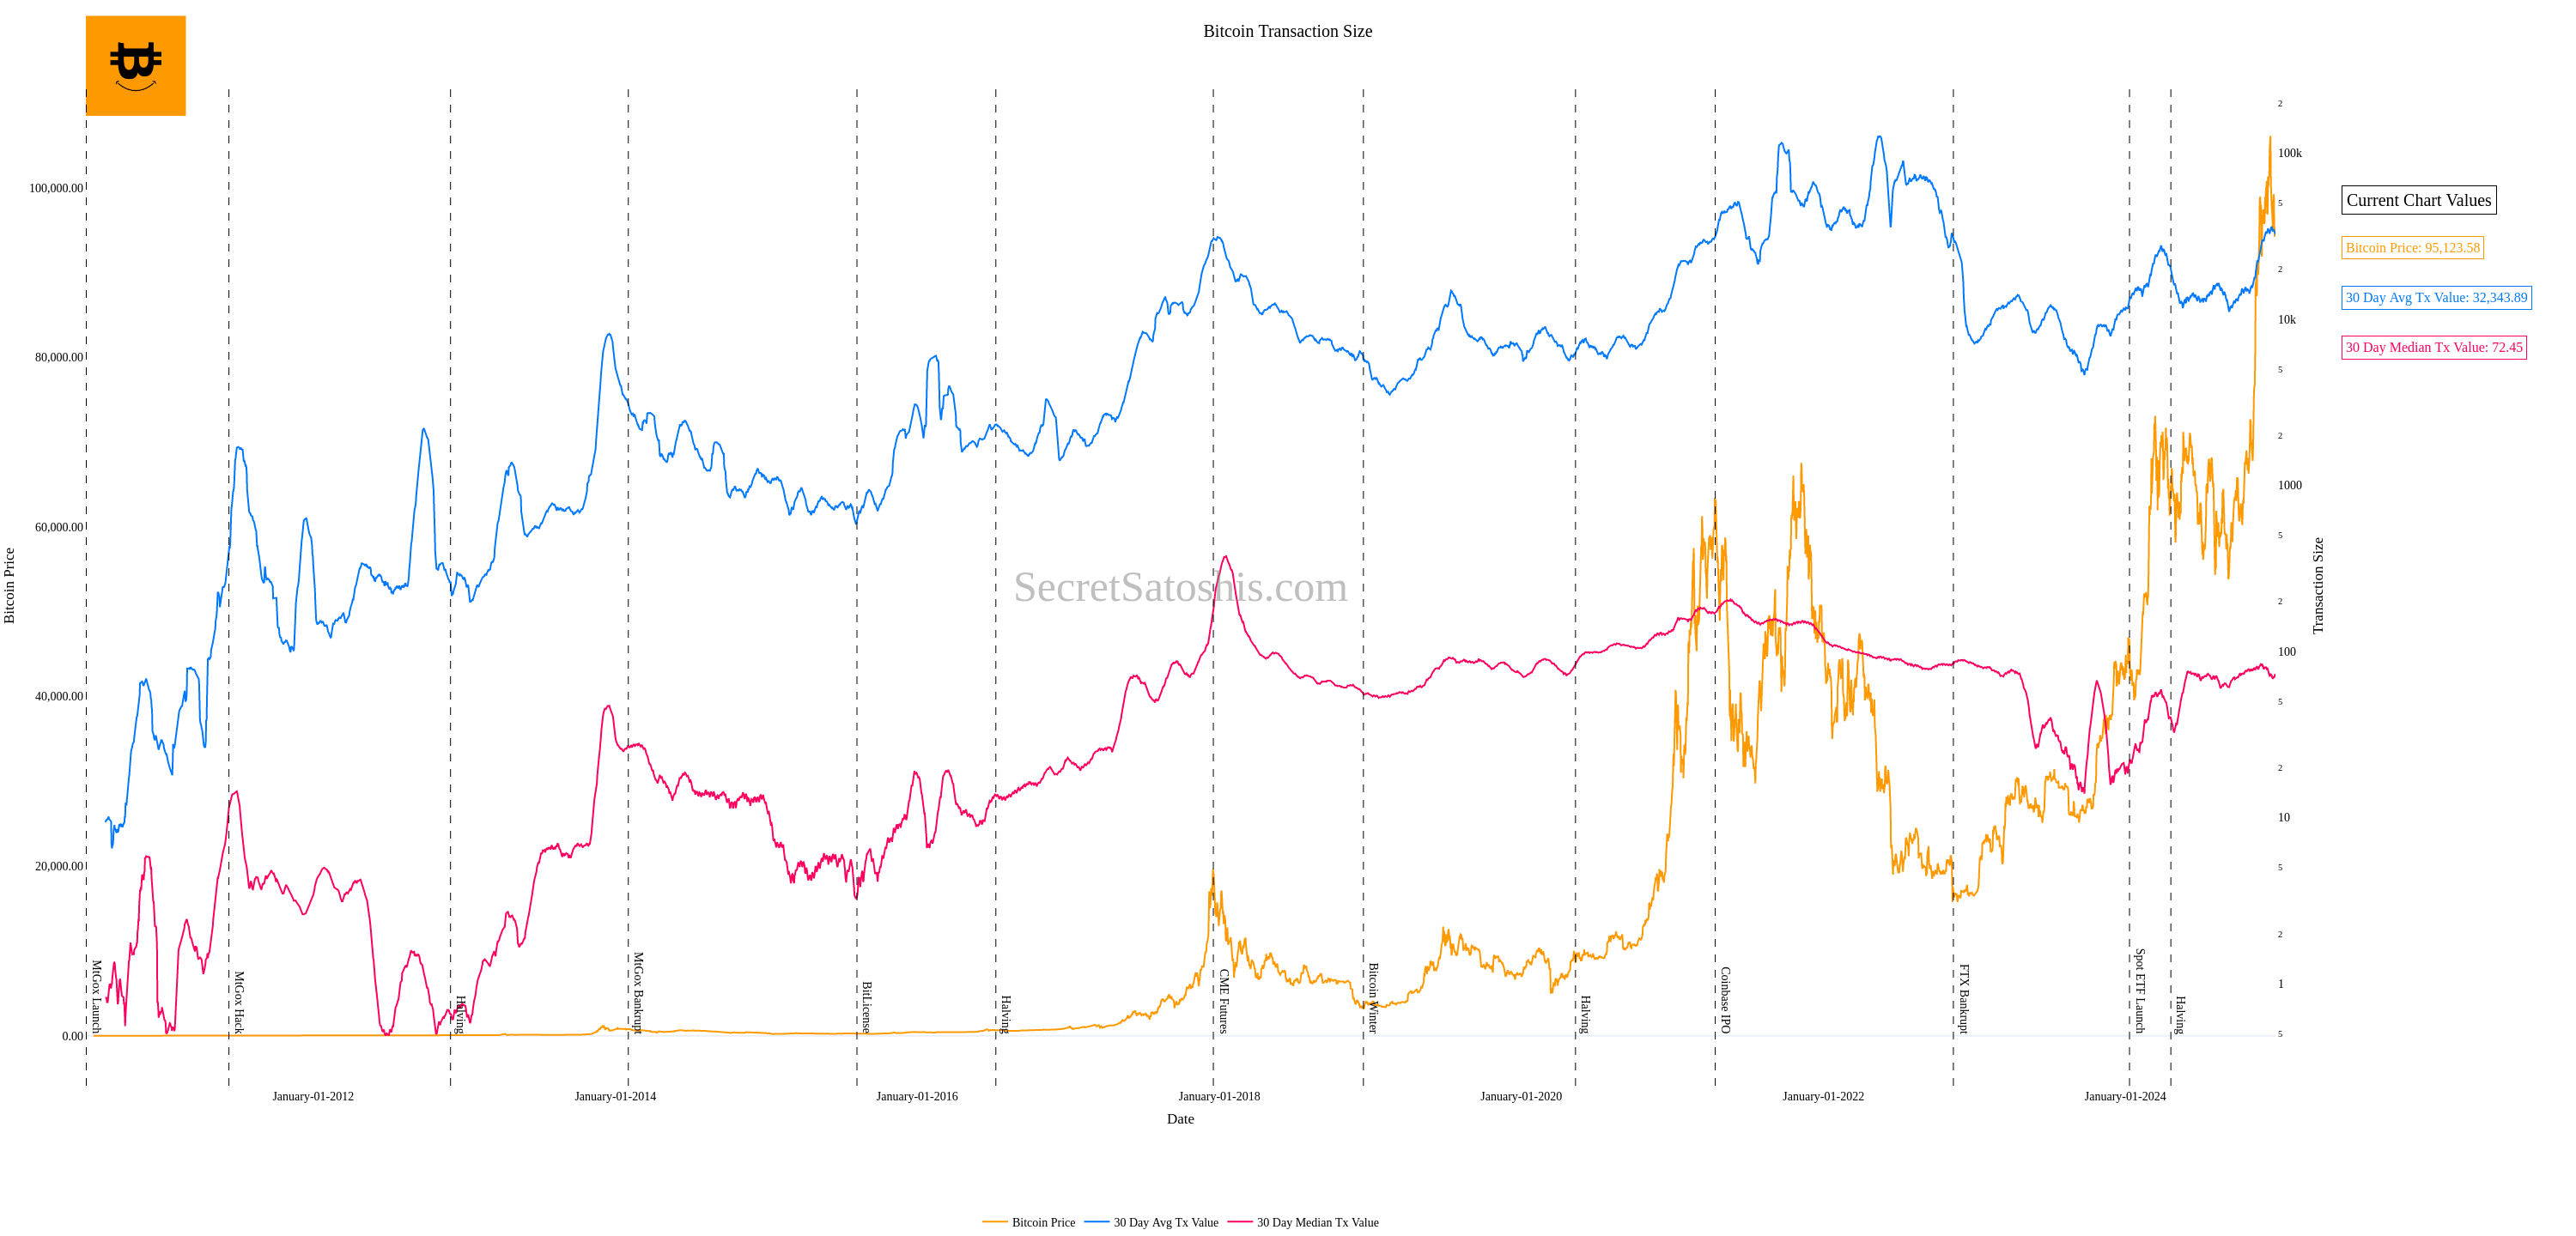 Bitcoin Transaction Size
Bitcoin Price
100,000.00
80,000.00
60,000.00
40,000.00
20,000.00
0.00
2
100k
5
2
10k
5
2
1000
5
2
100
5
2
10
5
2
1
5
Transaction Size
Current Chart Values
Bitcoin Price: 95,123.58
30 Day Avg Tx Value: 32,343.89
30 Day Median Tx Value: 72.45
SecretSatoshis.com
MtGox Launch
MtGox Hack
Halving
MtGox Bankrupt
BitLicense
Halving
CME Futures
Bitcoin Winter
Halving
Coinbase IPO
FTX Bankrupt
Spot ETF Launch
Halving
January-01-2012
January-01-2014
January-01-2016
January-01-2018
January-01-2020
January-01-2022
January-01-2024
Date
Bitcoin Price
30 Day Avg Tx Value
30 Day Median Tx Value